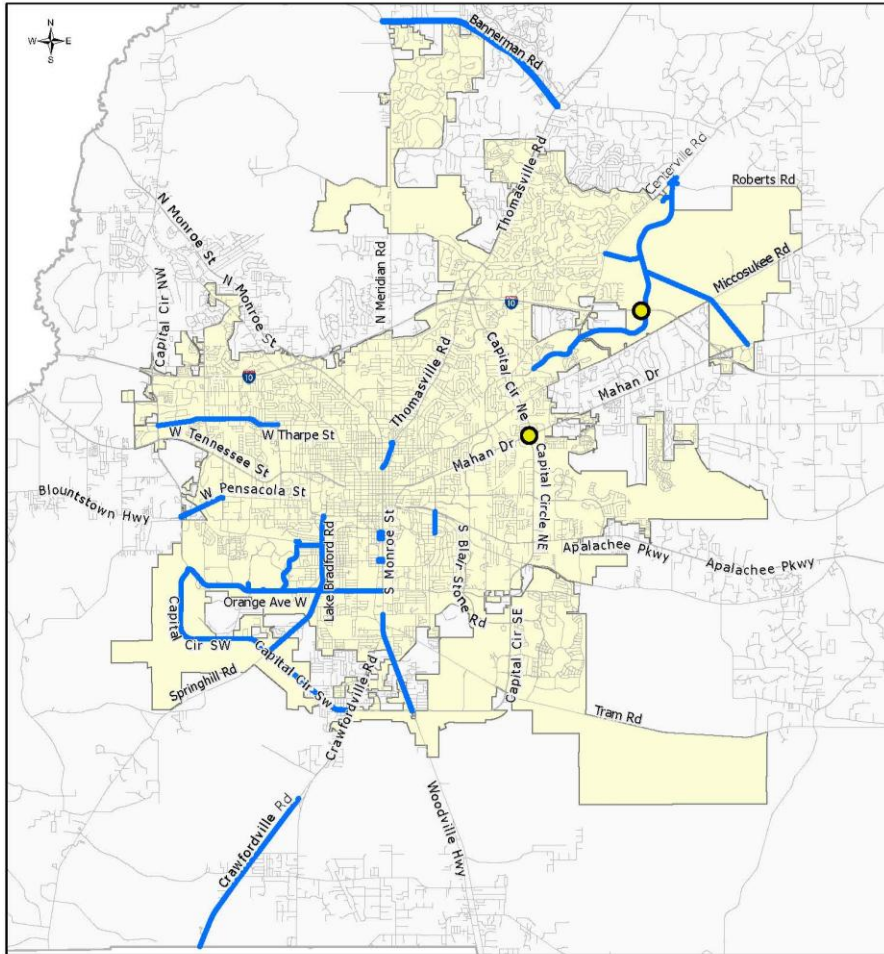 N
W E
S
Bannerman Rd
Thomasville Rd
Centerville Rd
Roberts Rd
N Monroe St
N Meridian Rd
Miccosukee Rd
Capital Cir NW
N Monroe St
10
Capital Cir NE
Thomasville Rd
Mahan Dr
10
W Tharpe St
W Tennessee St
Mahan Dr
Capital Circle NE
W Pensacola St
Blountstown Hwy
Lake Bradford Rd
S Monroe St
S Blair Stone Rd
Apalachee Pkwy
Apalachee Pkwy
Orange Ave W
Capital
Cir SW
Capital Cir SW
Capital Cir SE
Springhill Rd
Crawfordville Rd
Tram Rd
Woodville Hwy
Crawfordville Rd